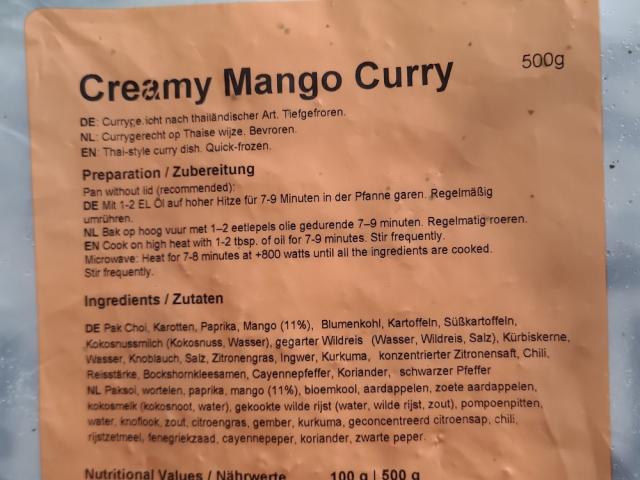 Creamy Mango Curry
500g
DE: Currygericht nach thailändischer Art. Tiefgefroren.
NL: Currygerecht op Thaise wijze. Bevroren.
EN: Thai-style curry dish. Quick-frozen.
Preparation / Zubereitung
Pan without lid (recommended):
DE Mit 1-2 EL Öl auf hoher Hitze für 7-9 Minuten in der Pfanne garen. Regelmäßig
umrühren.
NL Bak op hoog vuur met 1–2 eetlepels olie gedurende 7–9 minuten. Regelmatig roeren.
EN Cook on high heat with 1-2 tbsp. of oil for 7-9 minutes. Stir frequently.
Microwave: Heat for 7-8 minutes at +800 watts until all the ingredients are cooked.
Stir frequently.
Ingredients / Zutaten
DE Pak Choi, Karotten, Paprika, Mango (11%), Blumenkohl, Kartoffeln, Süßkartoffeln,
Kokosnussmilch (Kokosnuss, Wasser), gegarter Wildreis (Wasser, Wildreis, Salz), Kürbiskerne,
Wasser, Knoblauch, Salz, Zitronengras, Ingwer, Kurkuma, konzentrierter Zitronensaft, Chili,
Reisstärke, Bockshornkleesamen, Cayennepfeffer, Koriander, schwarzer Pfeffer
NL Paksoi, wortelen, paprika, mango (11%), bloemkool, aardappelen, zoete aardappelen,
kokosmelk (kokosnoot, water), gekookte wilde rijst (water, wilde rijst, zout), pompoenpitten,
water, knoflook, zout, citroengras, gember, kurkuma, geconcentreerd citroensap, chili,
rijstzetmeel, fenegriekzaad, cayennepeper, koriander, zwarte peper.
Nutritional Values / Nährwerte 100 g | 500 g